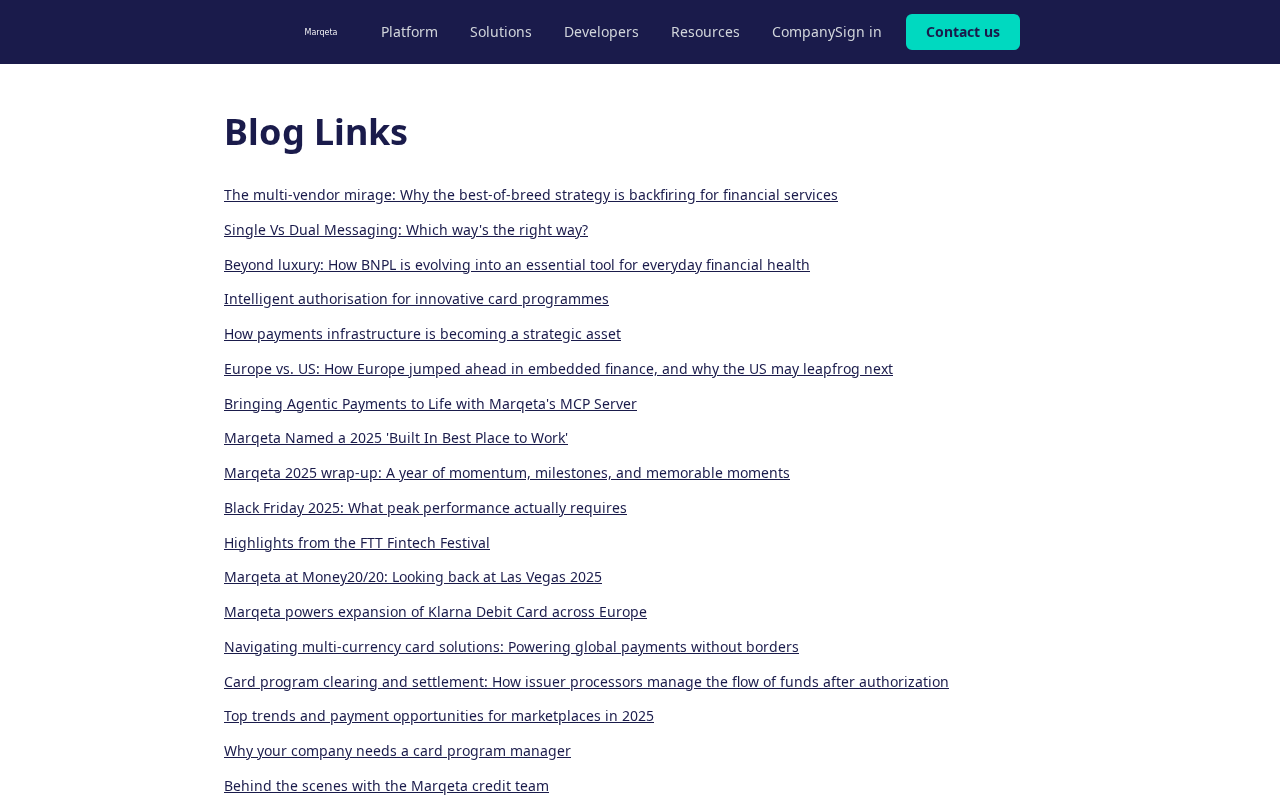 Marqeta Platform Solutions Developers Resources Company Sign in Contact us
Blog Links
The multi-vendor mirage: Why the best-of-breed strategy is backfiring for financial services
Single Vs Dual Messaging: Which way's the right way?
Beyond luxury: How BNPL is evolving into an essential tool for everyday financial health
Intelligent authorisation for innovative card programmes
How payments infrastructure is becoming a strategic asset
Europe vs. US: How Europe jumped ahead in embedded finance, and why the US may leapfrog next
Bringing Agentic Payments to Life with Marqeta's MCP Server
Marqeta Named a 2025 'Built In Best Place to Work'
Marqeta 2025 wrap-up: A year of momentum, milestones, and memorable moments
Black Friday 2025: What peak performance actually requires
Highlights from the FTT Fintech Festival
Marqeta at Money20/20: Looking back at Las Vegas 2025
Marqeta powers expansion of Klarna Debit Card across Europe
Navigating multi-currency card solutions: Powering global payments without borders
Card program clearing and settlement: How issuer processors manage the flow of funds after authorization
Top trends and payment opportunities for marketplaces in 2025
Why your company needs a card program manager
Behind the scenes with the Marqeta credit team